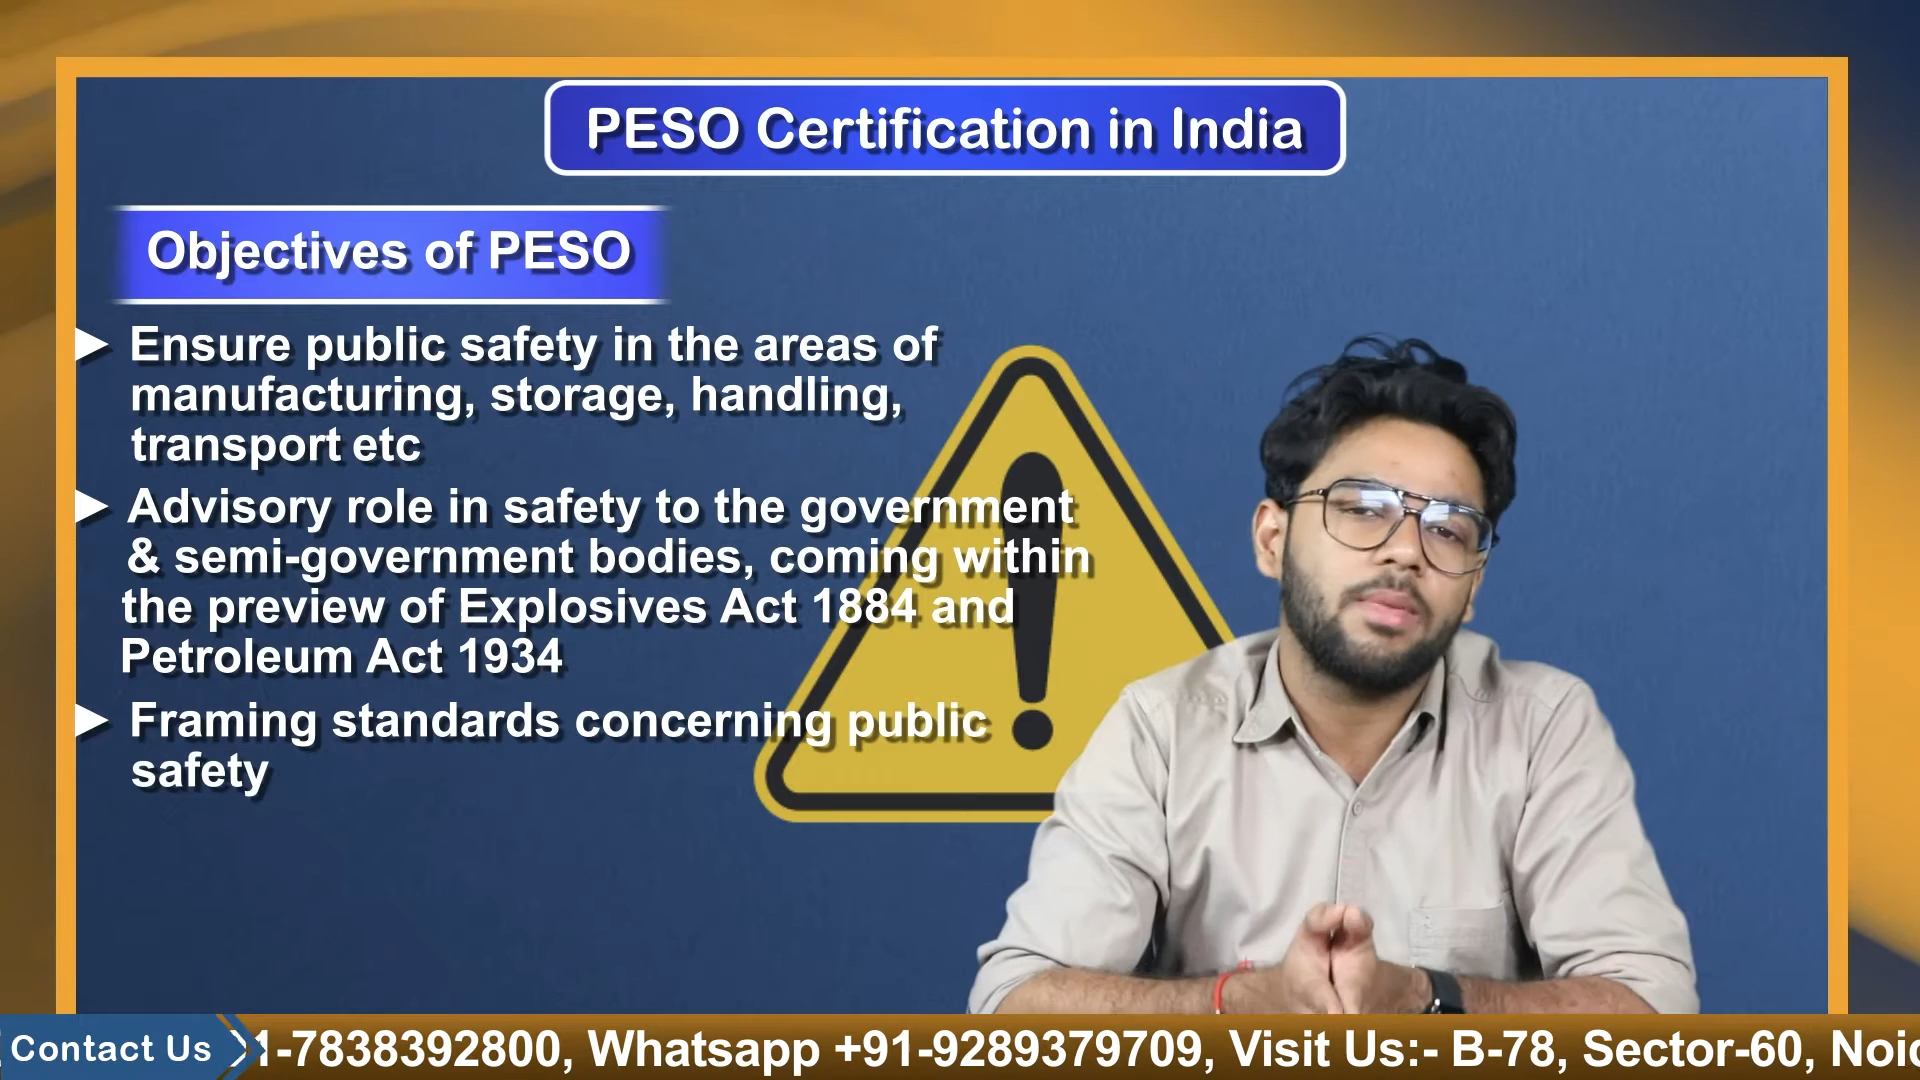 PESO Certification in India
Objectives of PESO
Ensure public safety in the areas of
manufacturing, storage, handling,
transport etc
Advisory role in safety to the government
& semi-government bodies, coming within
the preview of Explosives Act 1884 and
Petroleum Act 1934
Framing standards concerning public
safety
Contact Us
1-7838392800, Whatsapp +91-9289379709, Visit Us:- B-78, Sector-60,